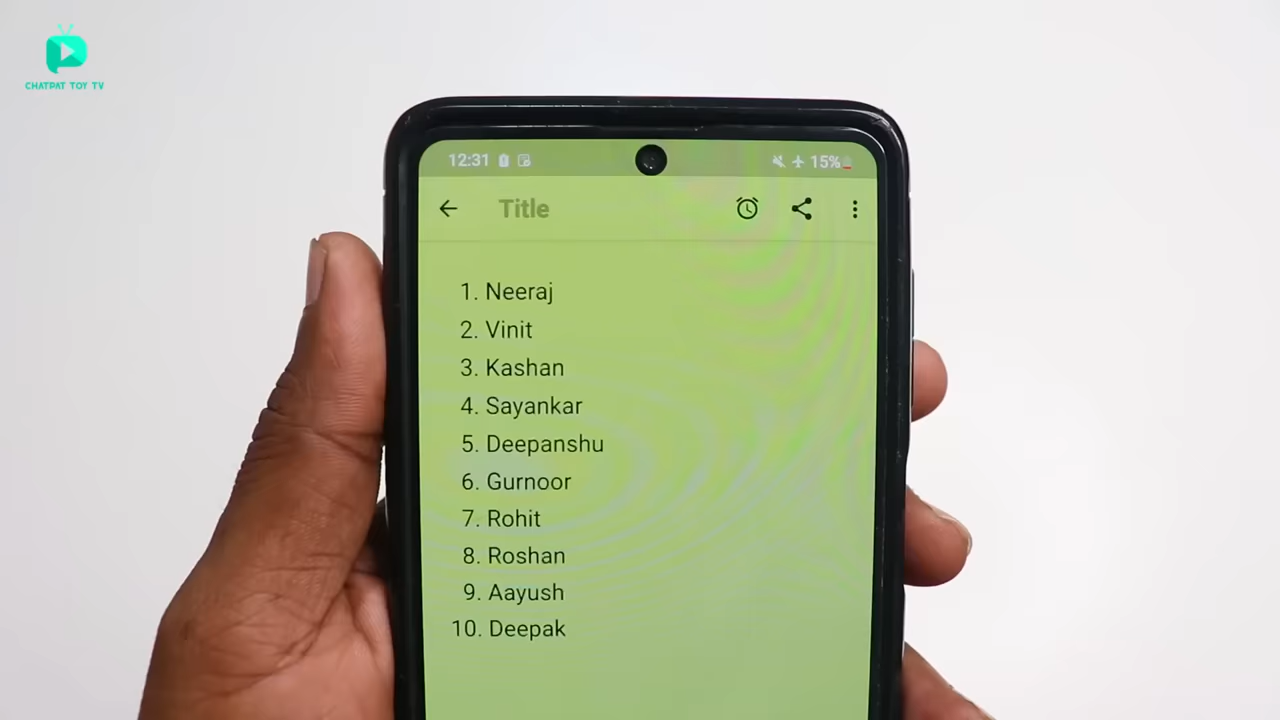 CHATPAT TOY TV
12:31 15%
Title
1. Neeraj
2. Vinit
3. Kashan
4. Sayankar
5. Deepanshu
6. Gurnoor
7. Rohit
8. Roshan
9. Aayush
10. Deepak